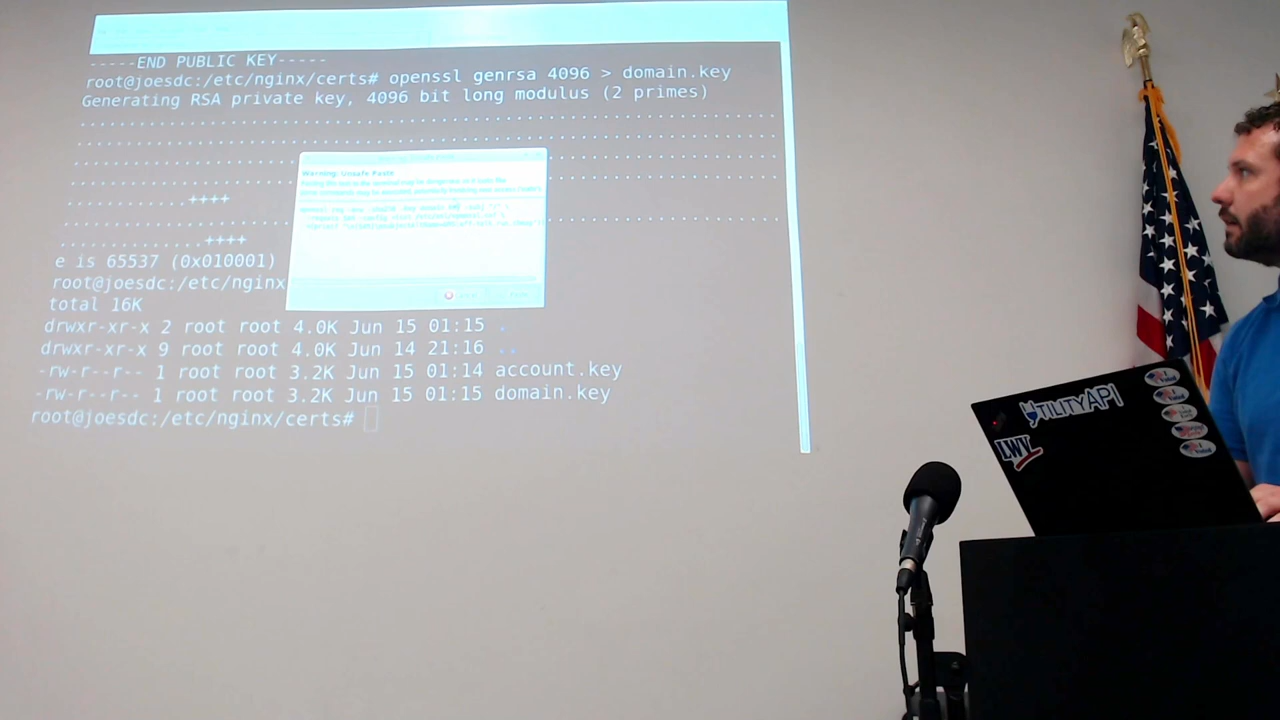 -----END PUBLIC KEY-----
root@joesdc:/etc/nginx/certs# openssl genrsa 4096 > domain.key
Generating RSA private key, 4096 bit long modulus (2 primes)
............++++
..............++++
e is 65537 (0x010001)
root@joesdc:/etc/nginx
total 16K
drwxr-xr-x 2 root root 4.0K Jun 15 01:15 .
drwxr-xr-x 9 root root 4.0K Jun 14 21:16 ..
-rw-r--r-- 1 root root 3.2K Jun 15 01:14 account.key
-rw-r--r-- 1 root root 3.2K Jun 15 01:15 domain.key
root@joesdc:/etc/nginx/certs#
Warning: Unsafe Paste
UTILITYAPI
LWV